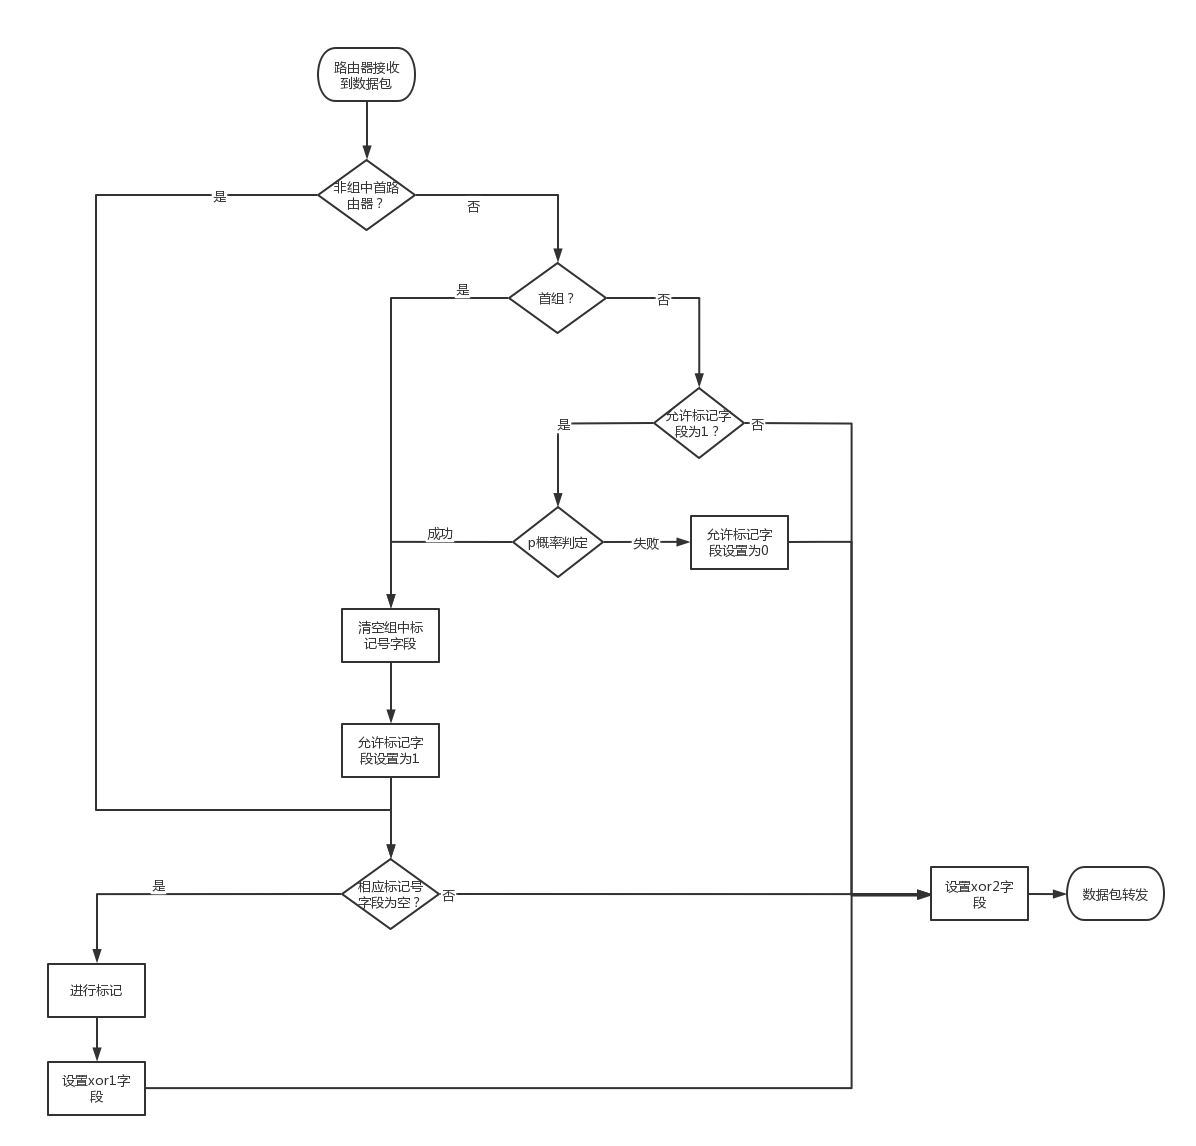 路由器接收
到数据包
非组中首路
由器？
是
否
首组？
是
否
允许标记字
段为1？
是
否
p概率判定
成功
失败
允许标记字
段设置为0
清空组中标
记号字段
允许标记字
段设置为1
相应标记号
字段为空？
是
否
设置xor2字
段
数据包转发
进行标记
设置xor1字
段